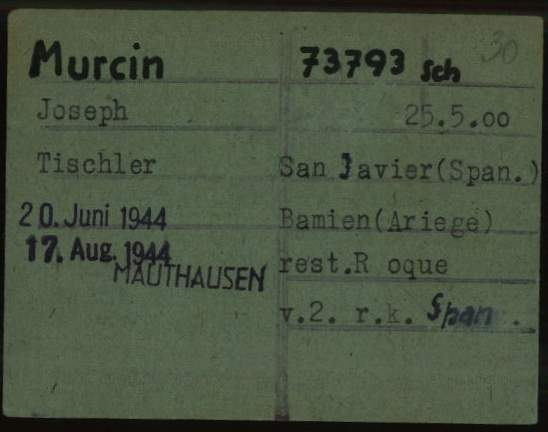 30
Murcin 73793 Sch
Joseph 25.5.00
Tischler San Javier(Span.)
20. Juni 1944 Bamien(Ariege)
17. Aug. 1944
MAUTHAUSEN rest.R oque
v.2. r.k. Span.